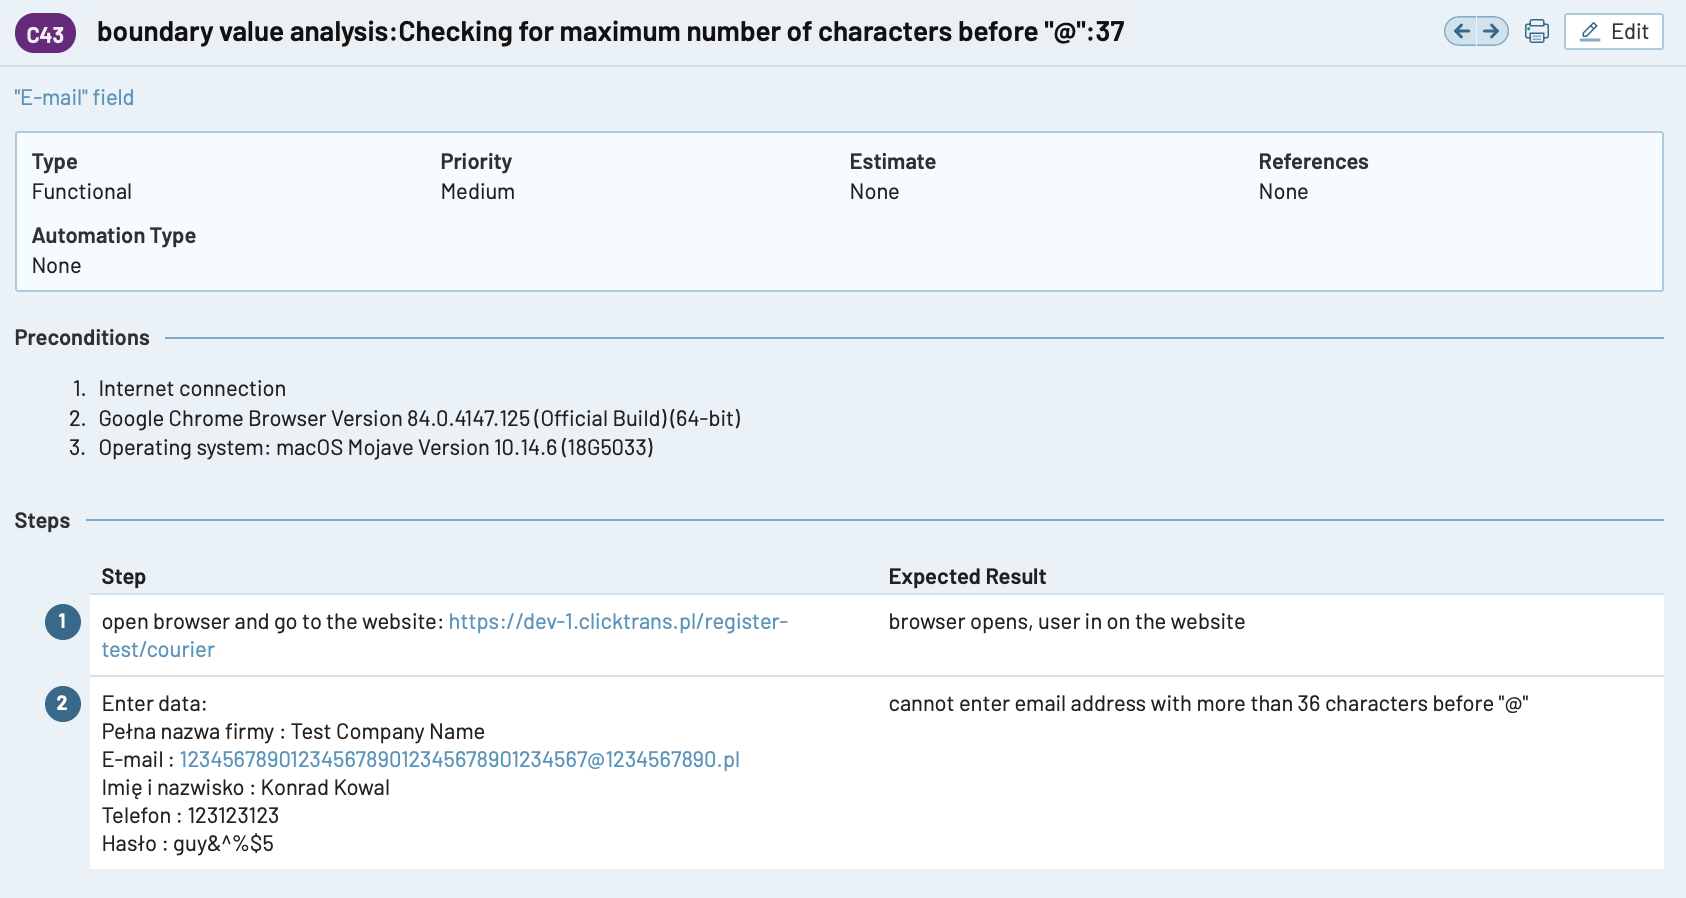 C43 boundary value analysis:Checking for maximum number of characters before "@":37 Edit
"E-mail" field
Type Priority Estimate References
Functional Medium None None
Automation Type
None
Preconditions
1. Internet connection
2. Google Chrome Browser Version 84.0.4147.125 (Official Build) (64-bit)
3. Operating system: macOS Mojave Version 10.14.6 (18G5033)
Steps
Step Expected Result
1 open browser and go to the website: https://dev-1.clicktrans.pl/register- browser opens, user in on the website
test/courier
2 Enter data: cannot enter email address with more than 36 characters before "@"
Pełna nazwa firmy : Test Company Name
E-mail : 1234567890123456789012345678901234567@1234567890.pl
Imię i nazwisko : Konrad Kowal
Telefon : 123123123
Hasło : guy&^%$5